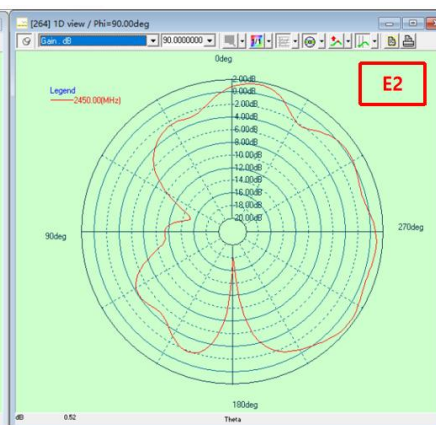 [264] 1D view / Phi=90.00deg
Gain dB
90.0000000
0deg
E2
Legend
2450.00(MHz)
2.00dB
0.00dB
-2.00dB
-4.00dB
-6.00dB
-8.00dB
-10.00dB
-12.00dB
-14.00dB
-16.00dB
-18.00dB
-20.00dB
90deg
270deg
180deg
dB 0.52 Theta